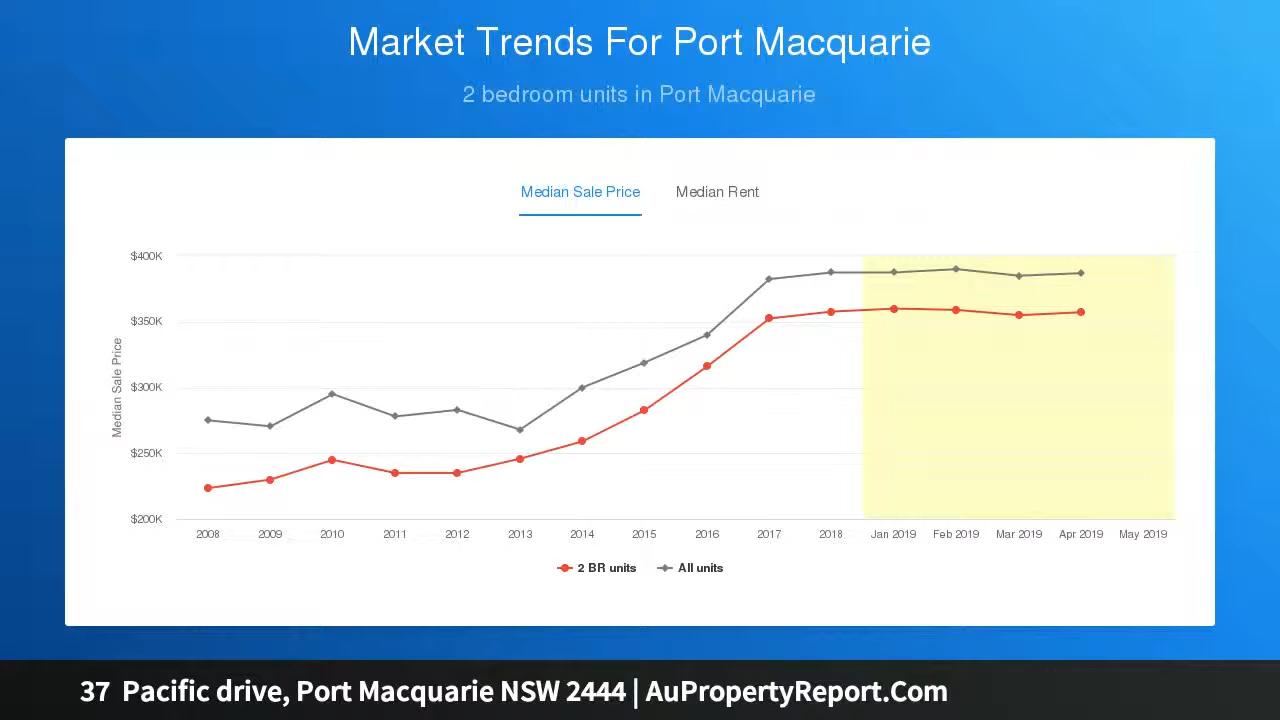 Market Trends For Port Macquarie
2 bedroom units in Port Macquarie
Median Sale Price Median Rent
$400K
$350K
$300K
$250K
$200K
Median Sale Price
2008 2009 2010 2011 2012 2013 2014 2015 2016 2017 2018 Jan 2019 Feb 2019 Mar 2019 Apr 2019 May 2019
2 BR units All units
37 Pacific drive, Port Macquarie NSW 2444 | AuPropertyReport.Com